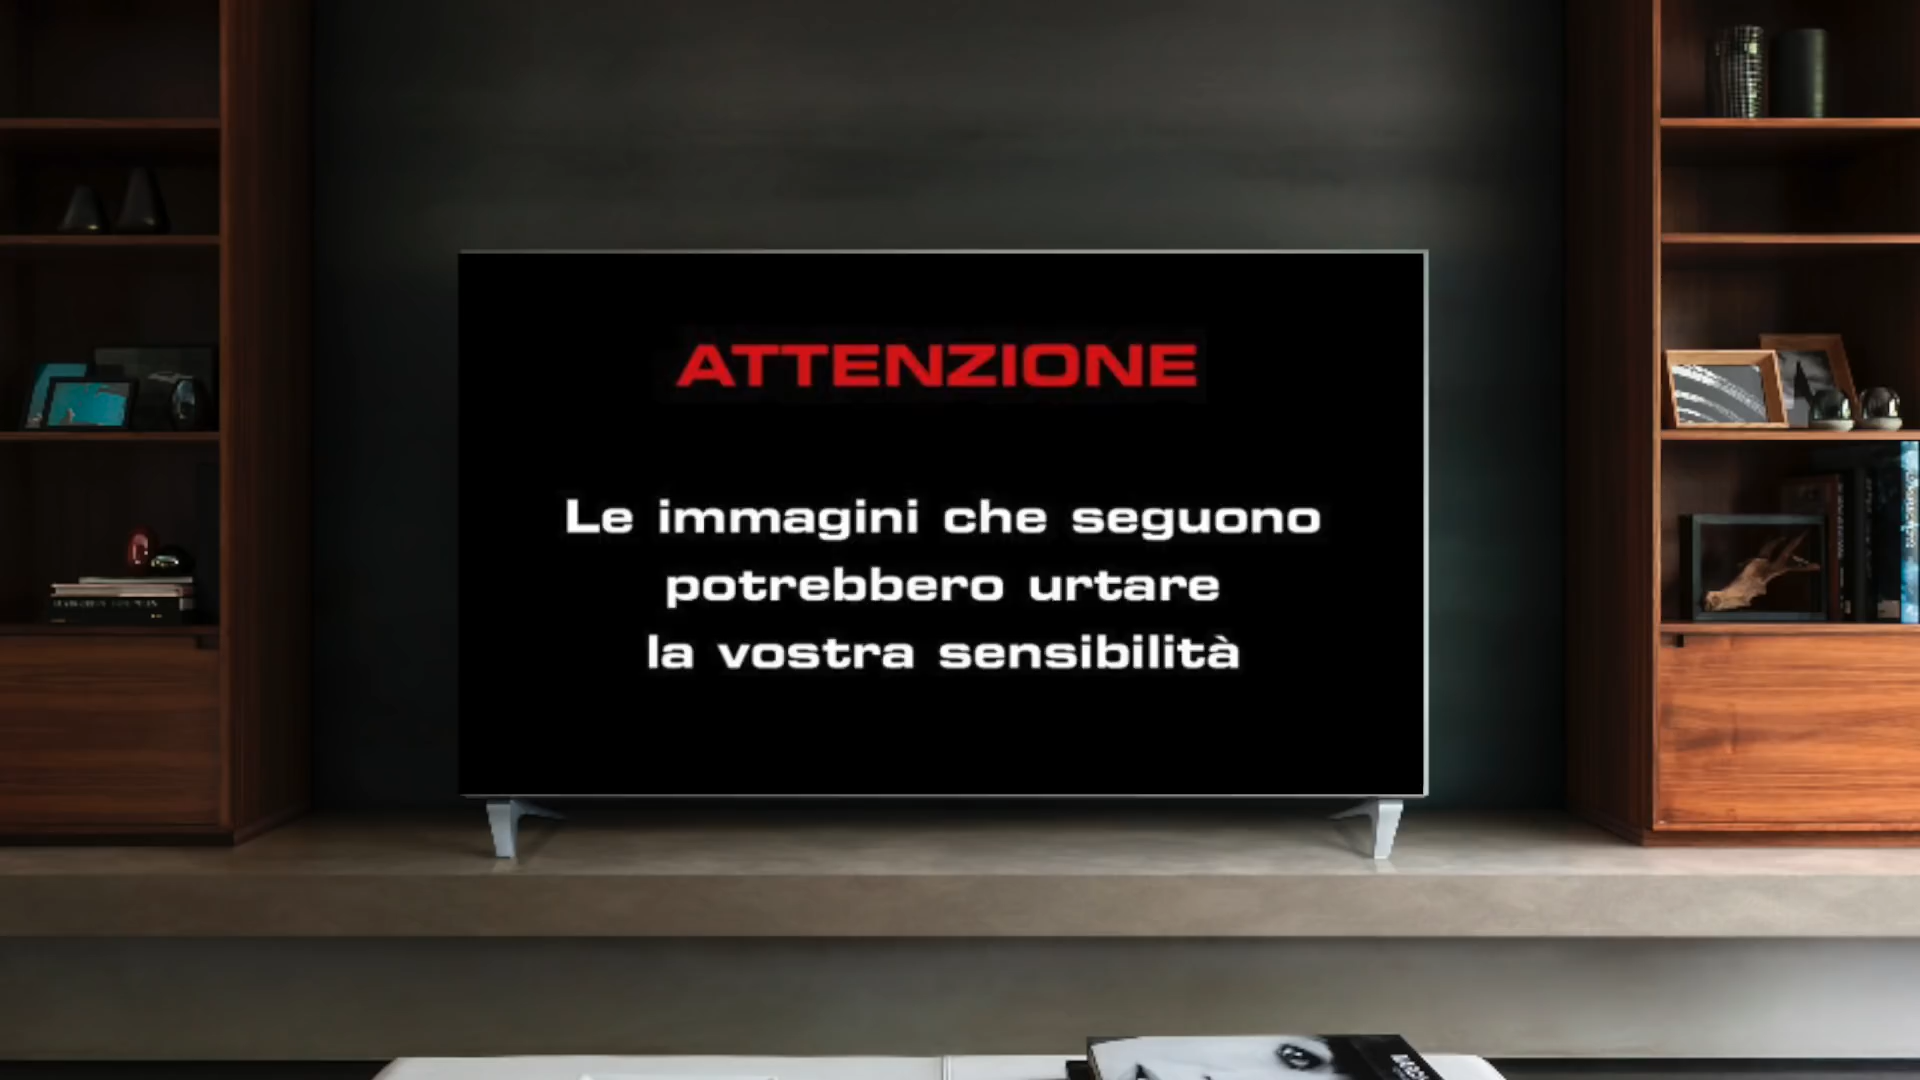 ATTENZIONE
Le immagini che seguono
potrebbero urtare
la vostra sensibilità